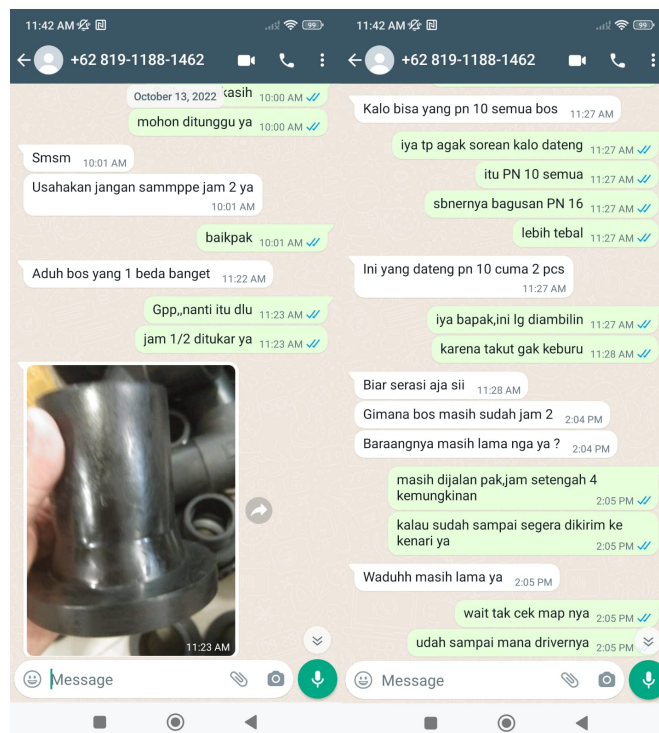 11:42 AM
99
+62 819-1188-1462
kasih 10:00 AM
October 13, 2022
mohon ditunggu ya 10:00 AM
Smsm 10:01 AM
Usahakan jangan sammppe jam 2 ya
10:01 AM
baikpak 10:01 AM
Aduh bos yang 1 beda banget 11:22 AM
Gpp,,nanti itu dlu 11:23 AM
jam 1/2 ditukar ya 11:23 AM
11:23 AM
Message
11:42 AM
99
+62 819-1188-1462
Kalo bisa yang pn 10 semua bos 11:27 AM
iya tp agak sorean kalo dateng 11:27 AM
itu PN 10 semua 11:27 AM
sbnernya bagusan PN 16 11:27 AM
lebih tebal 11:27 AM
Ini yang dateng pn 10 cuma 2 pcs
11:27 AM
iya bapak,ini lg diambilin 11:27 AM
karena takut gak keburu 11:28 AM
Biar serasi aja sii 11:28 AM
Gimana bos masih sudah jam 2 2:04 PM
Baraangnya masih lama nga ya ? 2:04 PM
masih dijalan pak,jam setengah 4
kemungkinan 2:05 PM
kalau sudah sampai segera dikirim ke
kenari ya 2:05 PM
Waduhh masih lama ya 2:05 PM
wait tak cek map nya 2:05 PM
udah sampai mana drivernya 2:05 PM
Message